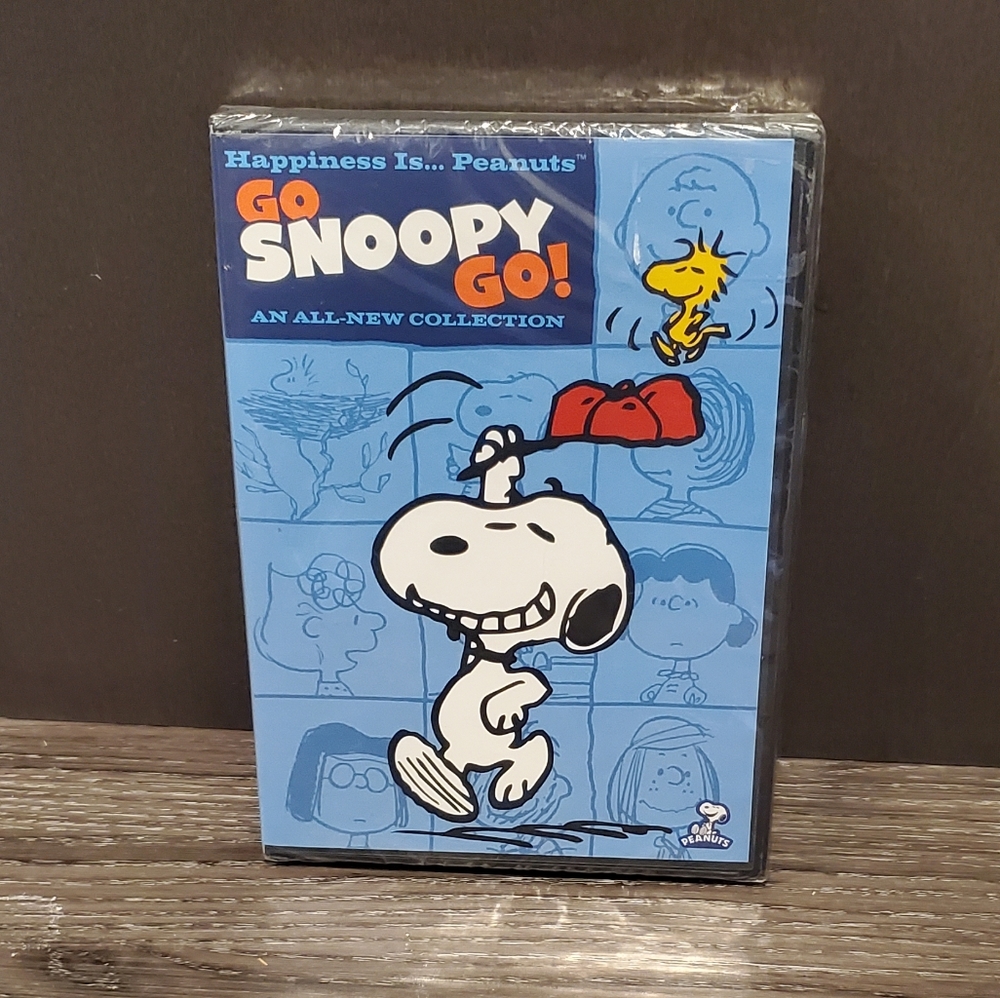 Happiness Is... Peanuts™
GO
SNOOPY
GO!
AN ALL-NEW COLLECTION
PEANUTS